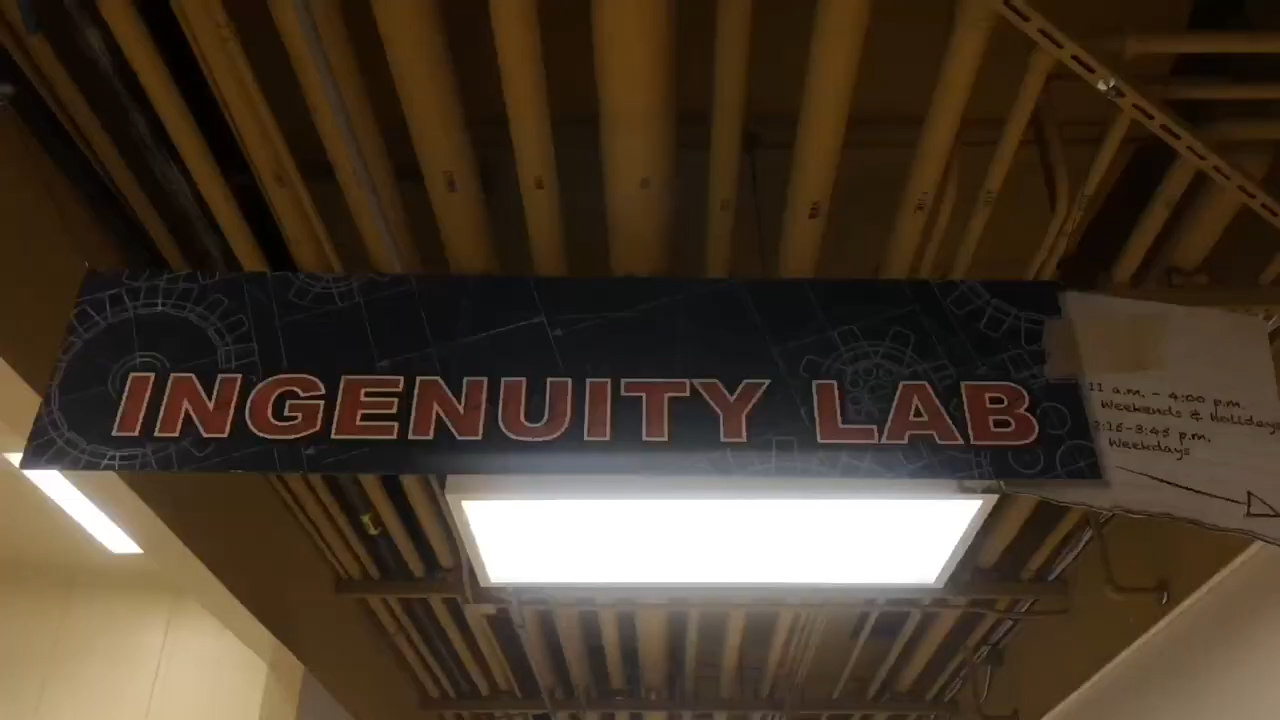 INGENUITY LAB
11 a.m. - 4:00 p.m.
Weekends & Holidays
2:15-3:45 p.m.
Weekdays